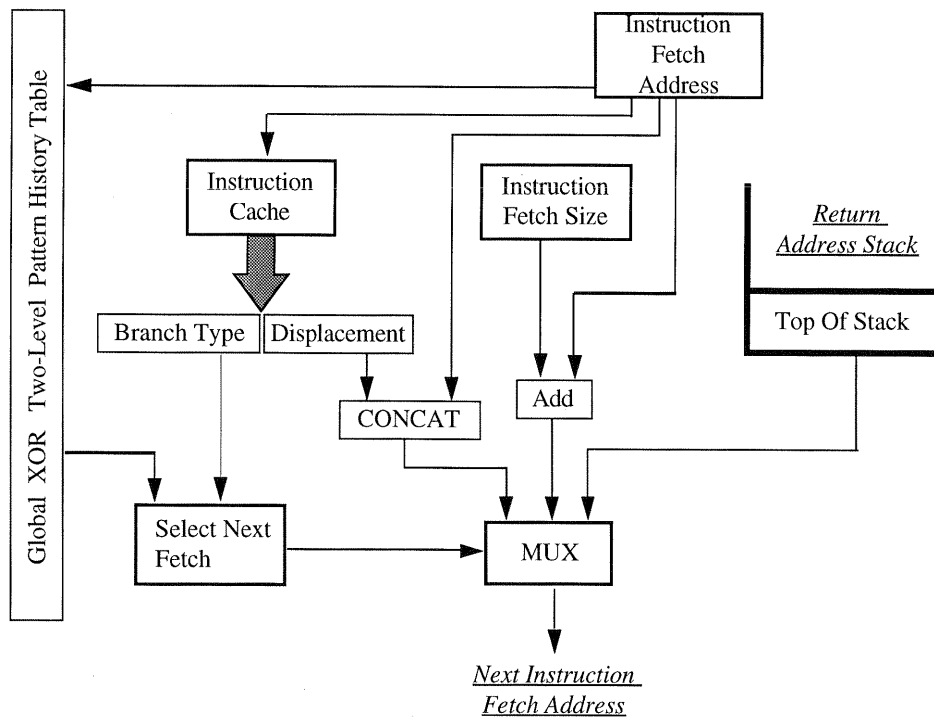 Instruction
Fetch
Address
Global XOR Two-Level Pattern History Table
Instruction
Cache
Instruction
Fetch Size
Return
Address Stack
Top Of Stack
Branch Type
Displacement
CONCAT
Add
Select Next
Fetch
MUX
Next Instruction
Fetch Address